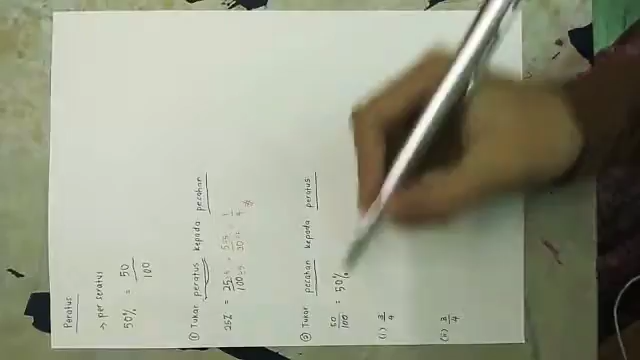 Peratus
→ per seratus
50% = 50/100
① Tukar peratus kepada pecahan
25% = 25÷5/100÷5 = 5÷5/20÷5 = 1/4
② Tukar pecahan kepada peratus
50/100 = 50%
(i) 3/4
(ii) 3/4